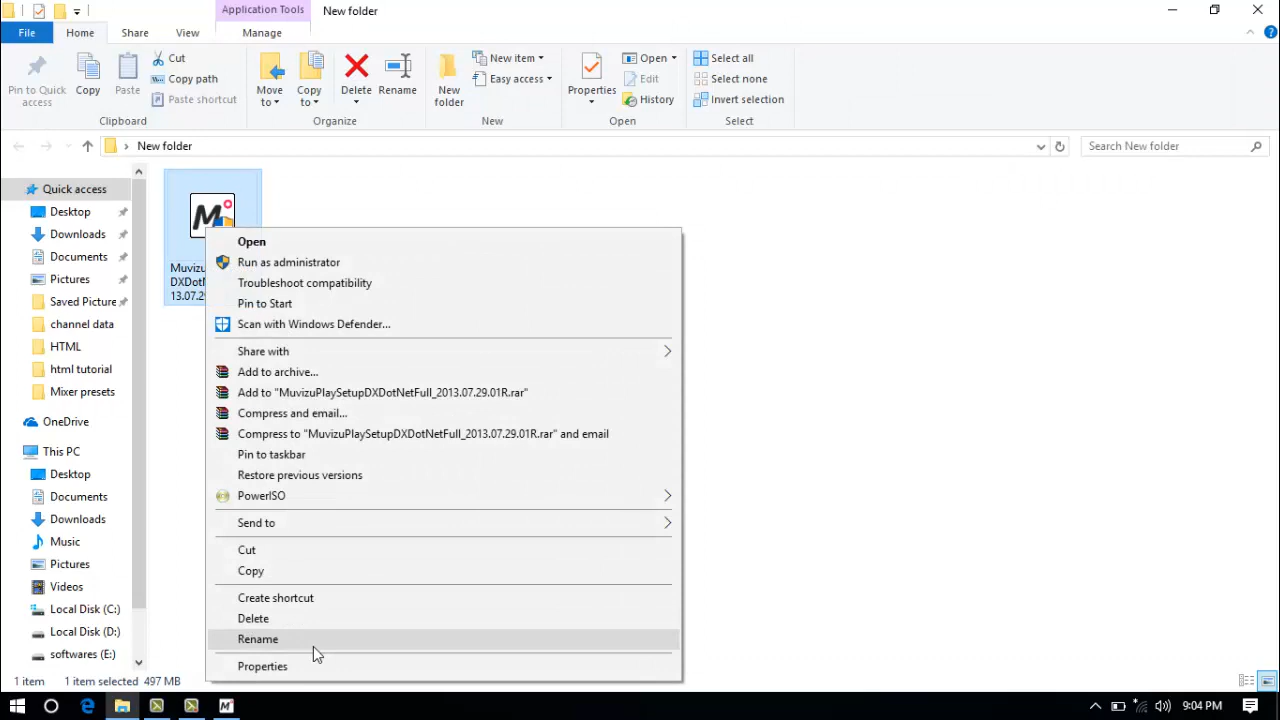 Application Tools
New folder
File
Home
Share
View
Manage
Pin to Quick access
Copy
Paste
Cut
Copy path
Paste shortcut
Clipboard
Move to
Copy to
Delete
Rename
Organize
New folder
New item
Easy access
New
Properties
Open
Edit
History
Open
Select all
Select none
Invert selection
Select
New folder
Search New folder
Quick access
Desktop
Downloads
Documents
Pictures
Saved Picture
channel data
HTML
html tutorial
Mixer presets
OneDrive
This PC
Desktop
Documents
Downloads
Music
Pictures
Videos
Local Disk (C:)
Local Disk (D:)
softwares (E:)
M
Muvizu
DXDot
13.07.2
Open
Run as administrator
Troubleshoot compatibility
Pin to Start
Scan with Windows Defender...
Share with
Add to archive...
Add to "MuvizuPlaySetupDXDotNetFull_2013.07.29.01R.rar"
Compress and email...
Compress to "MuvizuPlaySetupDXDotNetFull_2013.07.29.01R.rar" and email
Pin to taskbar
Restore previous versions
PowerISO
Send to
Cut
Copy
Create shortcut
Delete
Rename
Properties
1 item
1 item selected 497 MB
9:04 PM